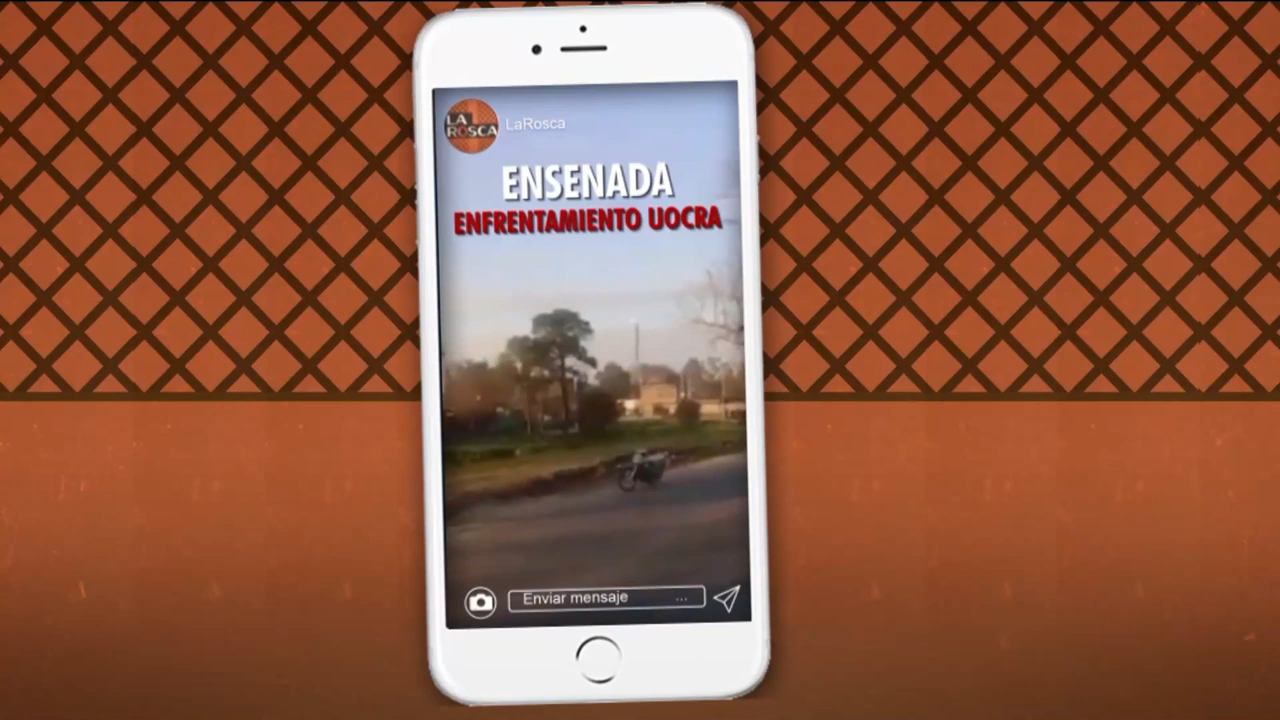 LA
ROSCA
LaRosca
ENSENADA
ENFRENTAMIENTO UOCRA
Enviar mensaje ...